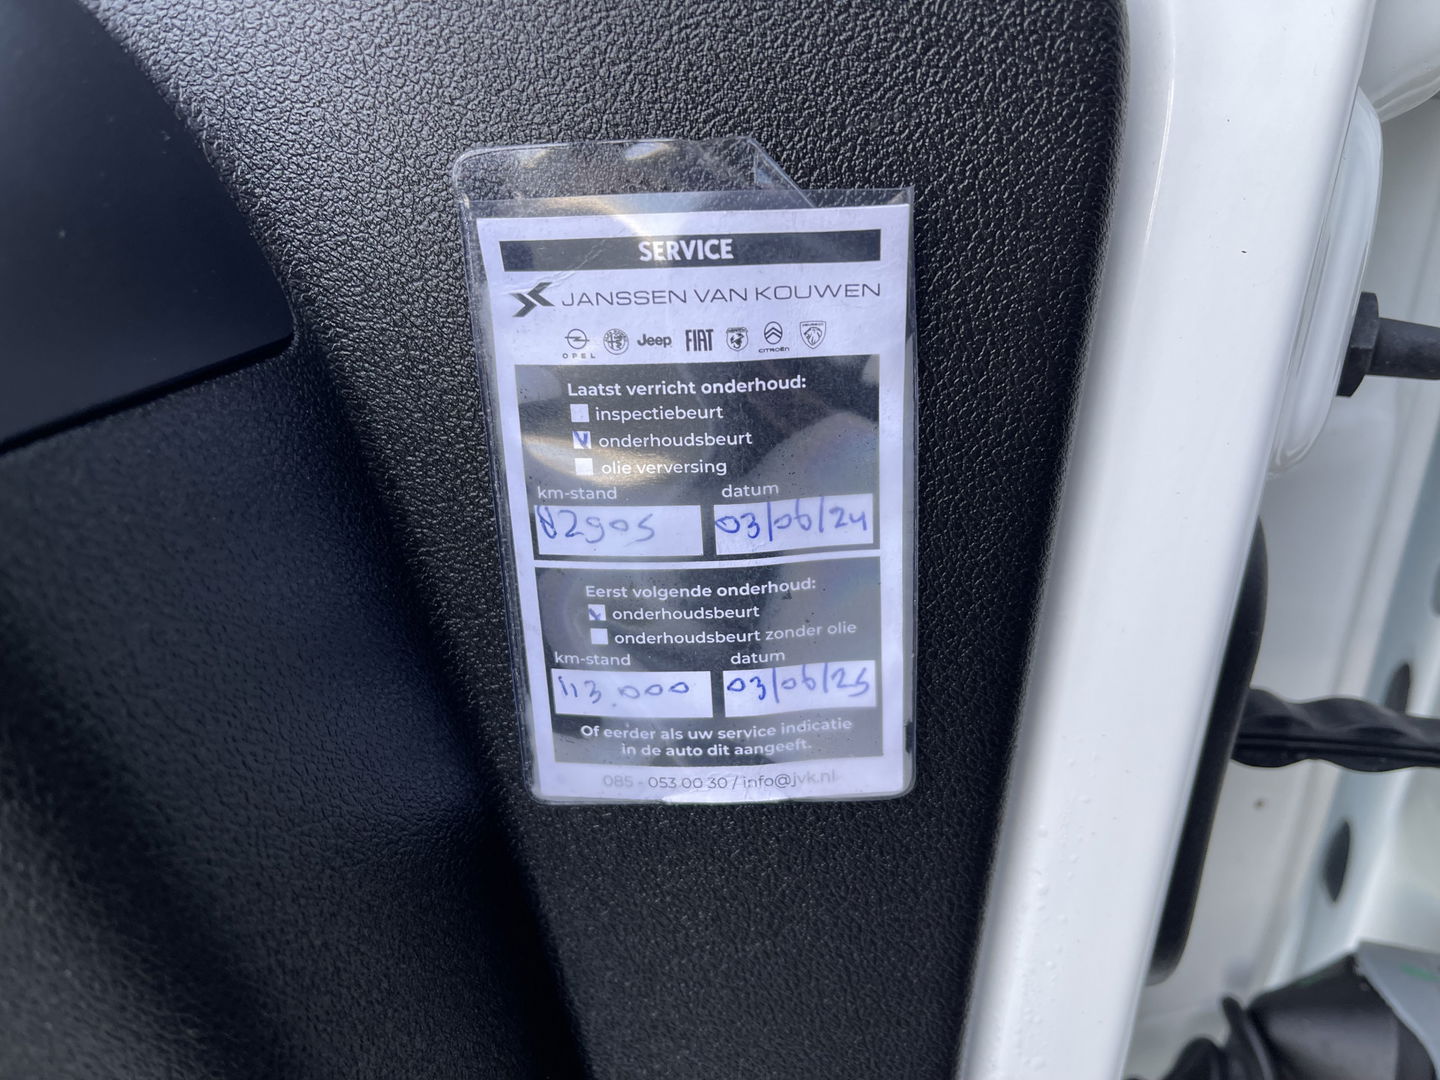 SERVICE
JANSSEN VAN KOUWEN
OPEL Jeep FIAT CITROËN PEUGEOT
Laatst verricht onderhoud:
inspectiebeurt
onderhoudsbeurt
olie verversing
km-stand datum
82905 03/06/24
Eerst volgende onderhoud:
onderhoudsbeurt
onderhoudsbeurt zonder olie
km-stand datum
113.000 03/06/25
Of eerder als uw service indicatie
in de auto dit aangeeft.
085 - 053 00 30 / info@jvk.nl